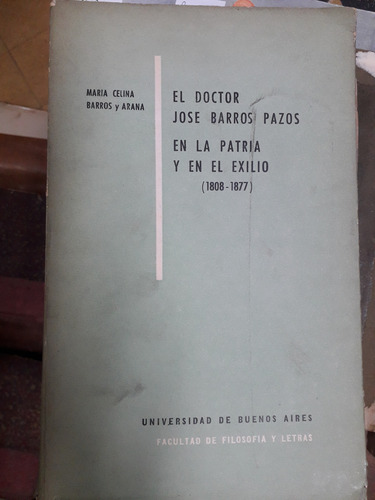 MARIA CELINA
BARROS y ARANA
EL DOCTOR
JOSE BARROS PAZOS
EN LA PATRIA
Y EN EL EXILIO
(1808-1877)
UNIVERSIDAD DE BUENOS AIRES
FACULTAD DE FILOSOFIA Y LETRAS